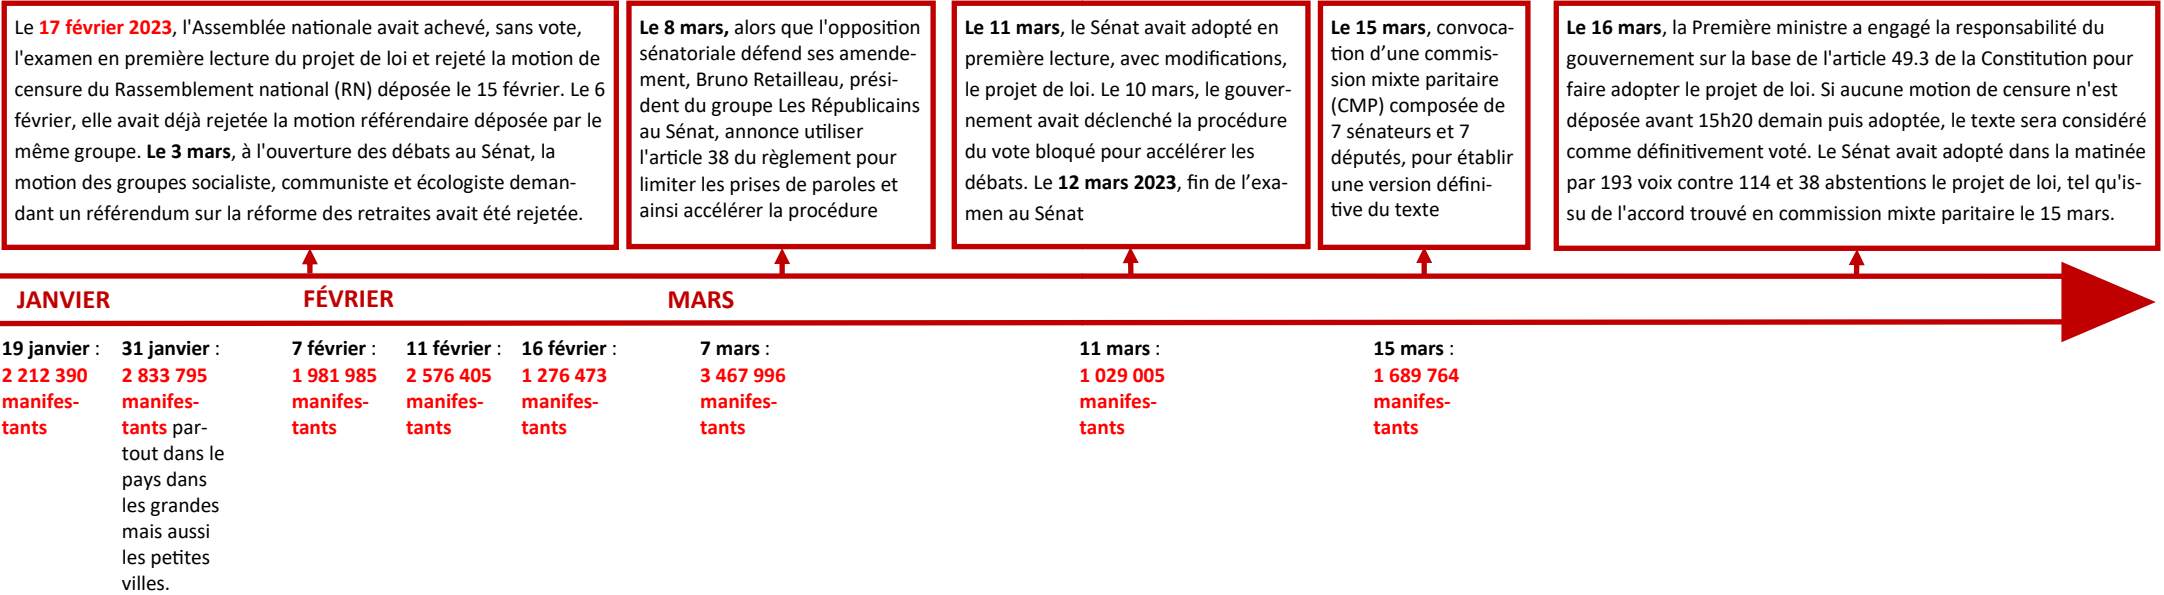 Le 17 février 2023, l'Assemblée nationale avait achevé, sans vote,
l'examen en première lecture du projet de loi et rejeté la motion de
censure du Rassemblement national (RN) déposée le 15 février. Le 6
février, elle avait déjà rejetée la motion référendaire déposée par le
même groupe. Le 3 mars, à l'ouverture des débats au Sénat, la
motion des groupes socialiste, communiste et écologiste deman-
dant un référendum sur la réforme des retraites avait été rejetée.
Le 8 mars, alors que l'opposition
sénatoriale défend ses amende-
ment, Bruno Retailleau, prési-
dent du groupe Les Républicains
au Sénat, annonce utiliser
l'article 38 du règlement pour
limiter les prises de paroles et
ainsi accélérer la procédure
Le 11 mars, le Sénat avait adopté en
première lecture, avec modifications,
le projet de loi. Le 10 mars, le gouver-
nement avait déclenché la procédure
du vote bloqué pour accélérer les
débats. Le 12 mars 2023, fin de l'exa-
men au Sénat
Le 15 mars, convoca-
tion d'une commis-
sion mixte paritaire
(CMP) composée de
7 sénateurs et 7
députés, pour établir
une version défini-
tive du texte
Le 16 mars, la Première ministre a engagé la responsabilité du
gouvernement sur la base de l'article 49.3 de la Constitution pour
faire adopter le projet de loi. Si aucune motion de censure n'est
déposée avant 15h20 demain puis adoptée, le texte sera considéré
comme définitivement voté. Le Sénat avait adopté dans la matinée
par 193 voix contre 114 et 38 abstentions le projet de loi, tel qu'is-
su de l'accord trouvé en commission mixte paritaire le 15 mars.
JANVIER
FÉVRIER
MARS
19 janvier :
2 212 390
manifes-
tants
31 janvier :
2 833 795
manifes-
tants par-
tout dans le
pays dans
les grandes
mais aussi
les petites
villes.
7 février :
1 981 985
manifes-
tants
11 février :
2 576 405
manifes-
tants
16 février :
1 276 473
manifes-
tants
7 mars :
3 467 996
manifes-
tants
11 mars :
1 029 005
manifes-
tants
15 mars :
1 689 764
manifes-
tants